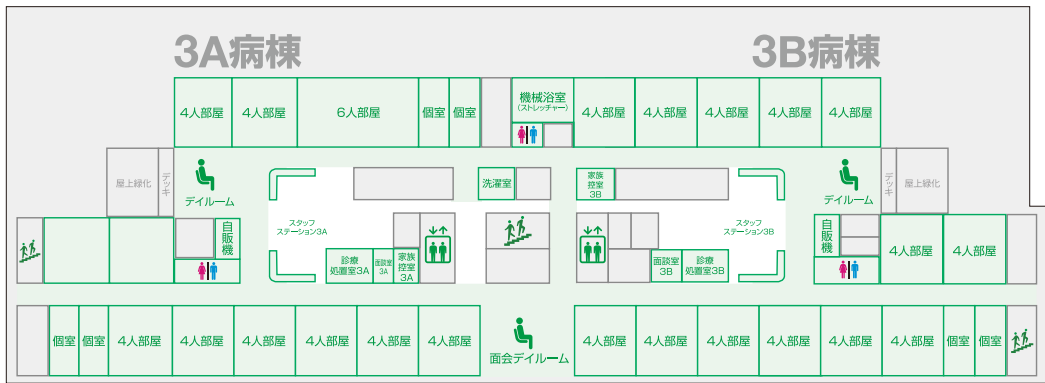 3A病棟
3B病棟
4人部屋
4人部屋
6人部屋
個室
個室
機械浴室
(ストレッチャー)
4人部屋
4人部屋
4人部屋
4人部屋
4人部屋
屋上緑化
デッキ
デイルーム
洗濯室
家族
控室
3B
デイルーム
デッキ
屋上緑化
自販機
スタッフ
ステーション3A
スタッフ
ステーション3B
自販機
4人部屋
4人部屋
診療
処置室3A
面談室
3A
家族
控室
3A
面談室
3B
診療
処置室3B
個室
個室
4人部屋
4人部屋
4人部屋
4人部屋
4人部屋
4人部屋
面会デイルーム
4人部屋
4人部屋
4人部屋
4人部屋
4人部屋
4人部屋
個室
個室